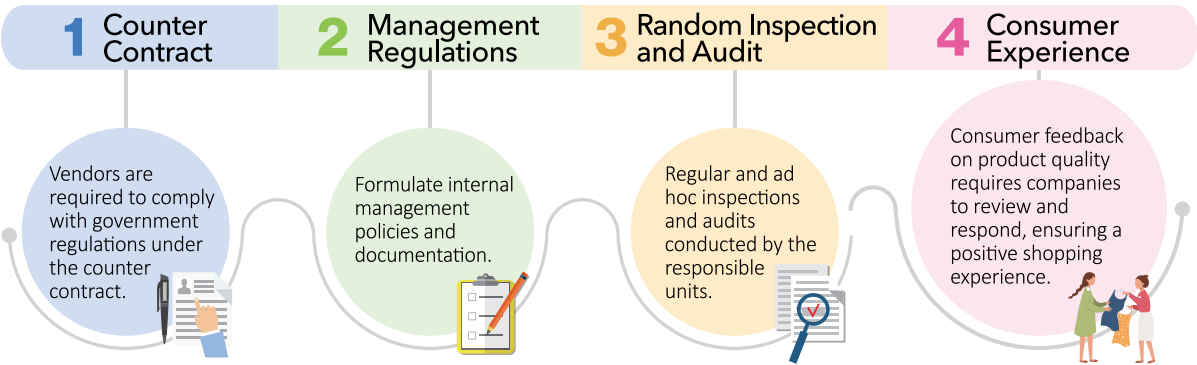 1 Counter
Contract
Vendors are
required to comply
with government
regulations under
the counter
contract.
2 Management
Regulations
Formulate internal
management
policies and
documentation.
3 Random Inspection
and Audit
Regular and ad
hoc inspections
and audits
conducted by the
responsible
units.
4 Consumer
Experience
Consumer feedback
on product quality
requires companies
to review and
respond, ensuring a
positive shopping
experience.